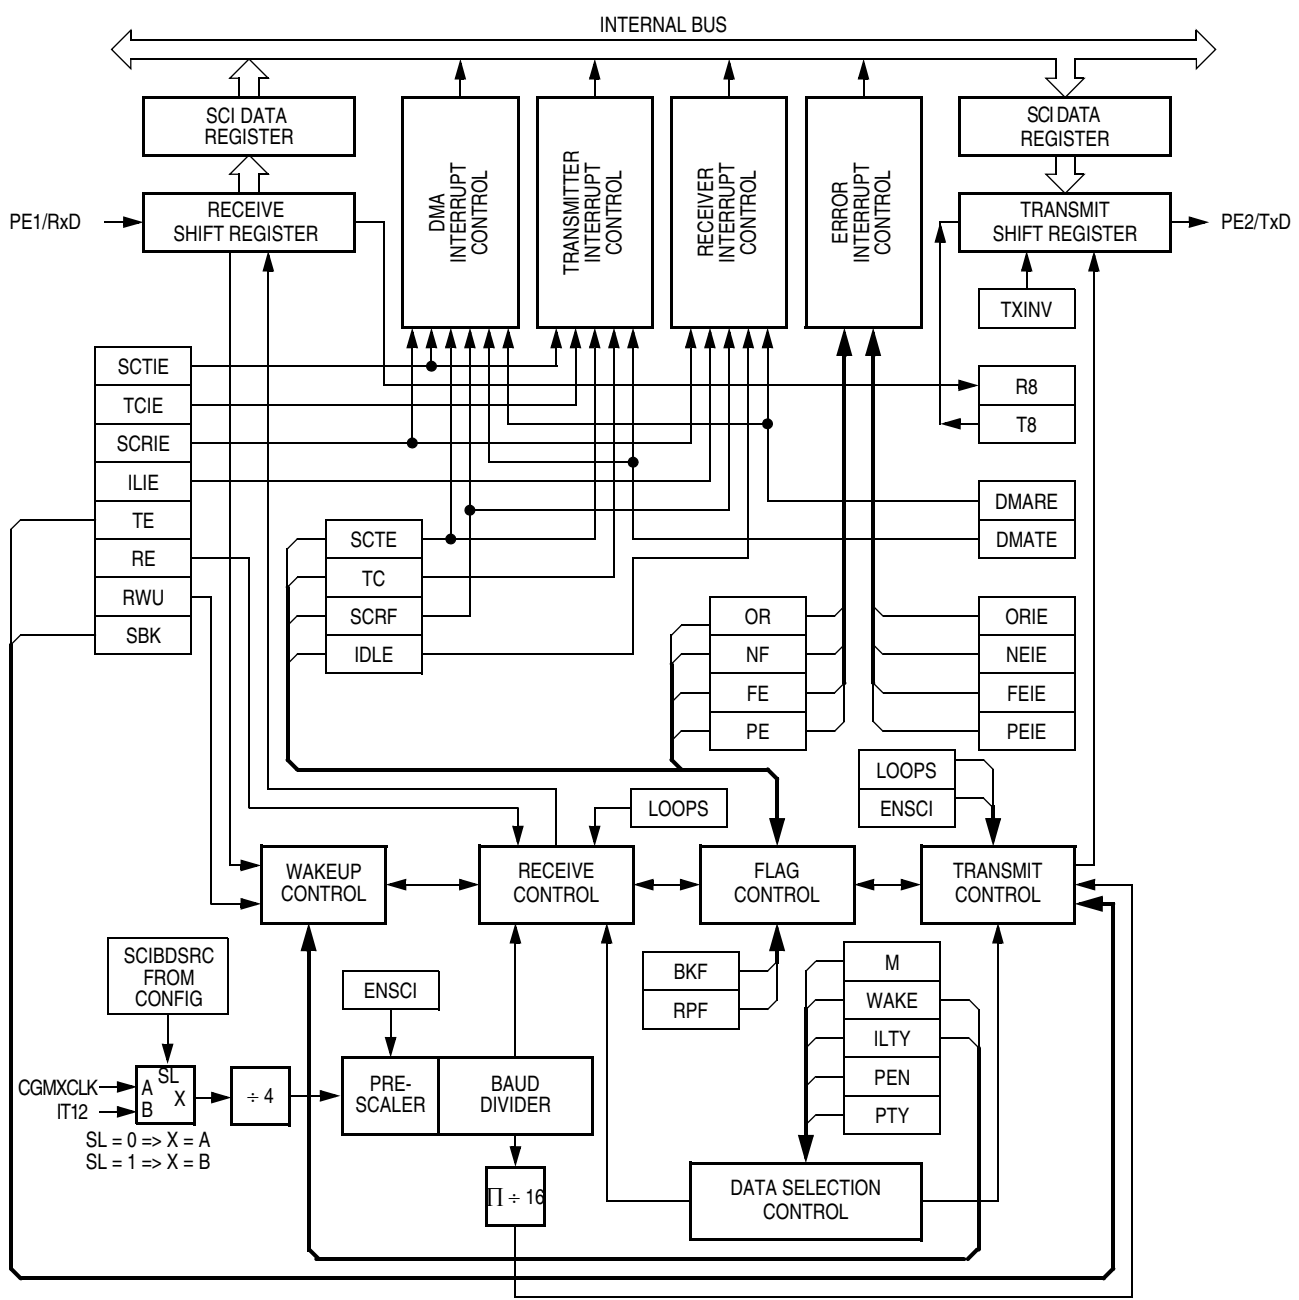 INTERNAL BUS
SCI DATA
REGISTER
DMA
INTERRUPT
CONTROL
TRANSMITTER
INTERRUPT
CONTROL
RECEIVER
INTERRUPT
CONTROL
ERROR
INTERRUPT
CONTROL
SCI DATA
REGISTER
PE1/RxD
RECEIVE
SHIFT REGISTER
TRANSMIT
SHIFT REGISTER
PE2/TxD
TXINV
SCTIE
TCIE
SCRIE
ILIE
TE
RE
RWU
SBK
R8
T8
DMARE
DMATE
SCTE
TC
SCRF
IDLE
OR
NF
FE
PE
ORIE
NEIE
FEIE
PEIE
LOOPS
ENSCI
LOOPS
WAKEUP
CONTROL
RECEIVE
CONTROL
FLAG
CONTROL
TRANSMIT
CONTROL
SCIBDSRC
FROM
CONFIG
ENSCI
BKF
RPF
M
WAKE
ILTY
PEN
PTY
CGMXCLK
IT12
SL
A
X
B
÷ 4
PRE-
SCALER
BAUD
DIVIDER
SL = 0 => X = A
SL = 1 => X = B
∏ ÷ 16
DATA SELECTION
CONTROL